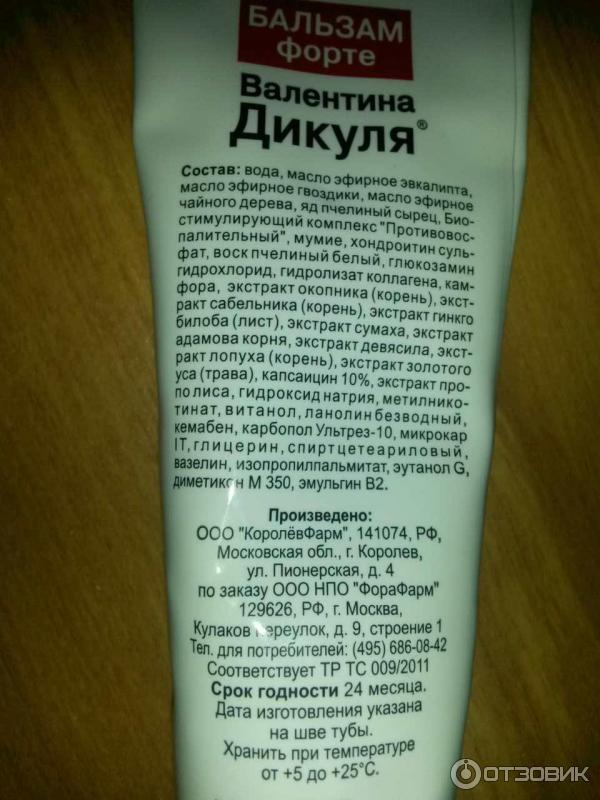 БАЛЬЗАМ
форте
Валентина
Дикуля®
Состав: вода, масло эфирное эвкалипта,
масло эфирное гвоздики, масло эфирное
чайного дерева, яд пчелиный сырец, Био-
стимулирующий комплекс "Противовос-
палительный", мумие, хондроитин суль-
фат, воск пчелиный белый, глюкозамин
гидрохлорид, гидролизат коллагена, кам-
фора, экстракт окопника (корень), экст-
ракт сабельника (корень), экстракт гинкго
билоба (лист), экстракт сумаха, экстракт
адамова корня, экстракт девясила, экст-
ракт лопуха (корень), экстракт золотого
уса (трава), капсаицин 10%, экстракт про-
полиса, гидроксид натрия, метилнико-
тинат, витанол, ланолин безводный,
кемабен, карбопол Ультрез-10, микрокар
IT, глицерин, спиртцетеариловый,
вазелин, изопропилпальмитат, эутанол G,
диметикон М 350, эмульгин В2.
Произведено:
ООО "КоролёвФарм", 141074, РФ,
Московская обл., г. Королев,
ул. Пионерская, д. 4
по заказу ООО НПО "ФораФарм"
129626, РФ, г. Москва,
Кулаков переулок, д. 9, строение 1
Тел. для потребителей: (495) 686-08-42
Соответствует ТР ТС 009/2011
Срок годности 24 месяца.
Дата изготовления указана
на шве тубы.
Хранить при температуре
от +5 до +25°С.
ОТЗОВИК